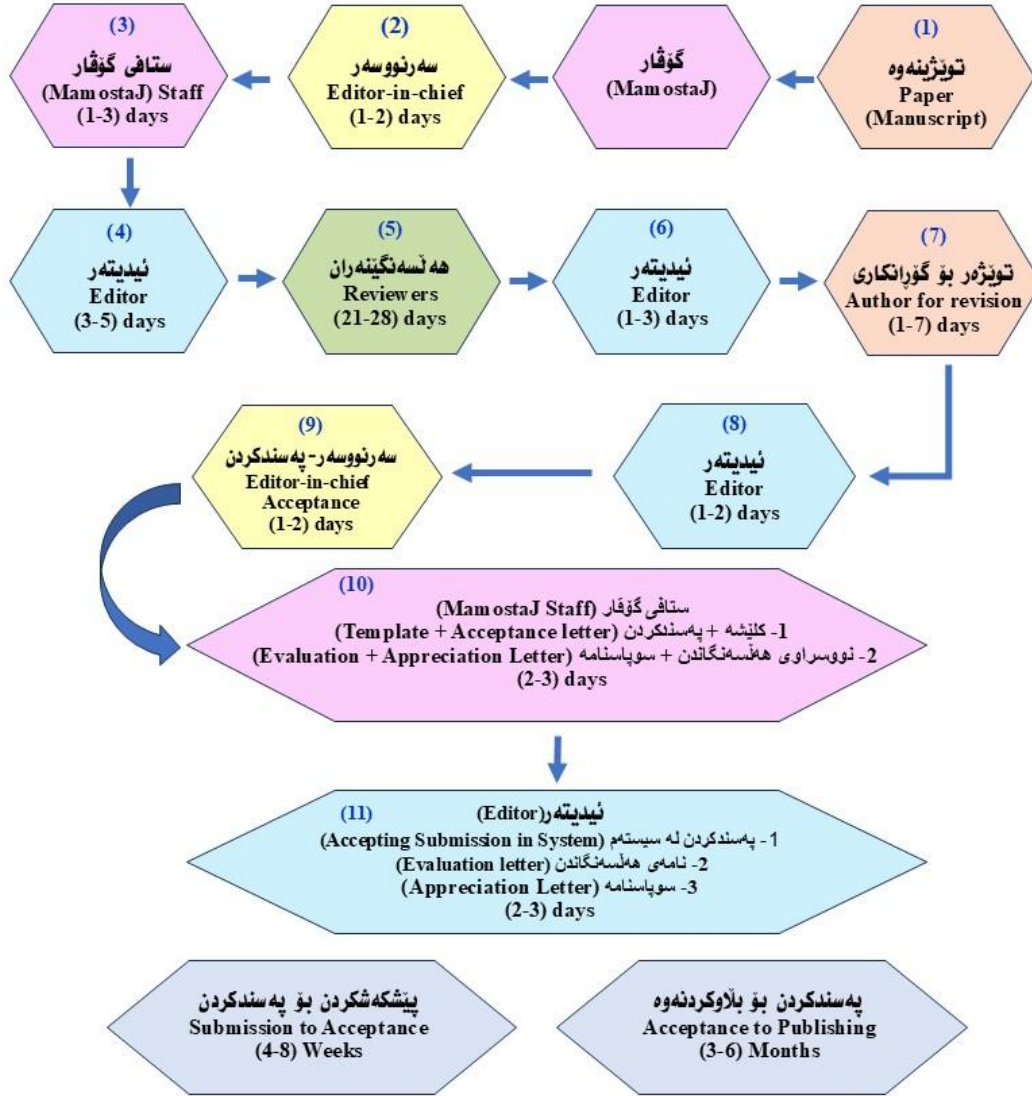 (1)
توێژینەوە
Paper
(Manuscript)
گۆڤار
(MamostaJ)
(2)
سەرنووسەر
Editor-in-chief
(1-2) days
(3)
ستافی گۆڤار
(MamostaJ) Staff
(1-3) days
(4)
ئیدیتەر
Editor
(3-5) days
(5)
هەڵسەنگێنەران
Reviewers
(21-28) days
(6)
ئیدیتەر
Editor
(1-3) days
(7)
توێژەر بۆ گۆڕانکاری
Author for revision
(1-7) days
(8)
ئیدیتەر
Editor
(1-2) days
(9)
سەرنووسەر-پەسندکردن
Editor-in-chief
Acceptance
(1-2) days
(10)
ستافی گۆڤار (MamostaJ Staff)
1- کلێشە + پەسندکردن (Template + Acceptance letter)
2- نووسراوی هەڵسەنگاندن + سوپاسنامە (Evaluation + Appreciation Letter)
(2-3) days
(11)
ئیدیتەر(Editor)
1- پەسندکردن لە سیستەم (Accepting Submission in System)
2- نامەی هەڵسەنگاندن (Evaluation letter)
3- سوپاسنامە (Appreciation Letter)
(2-3) days
پێشکەشکردن بۆ پەسندکردن
Submission to Acceptance
(4-8) Weeks
پەسندکردن بۆ بڵاوکردنەوە
Acceptance to Publishing
(3-6) Months